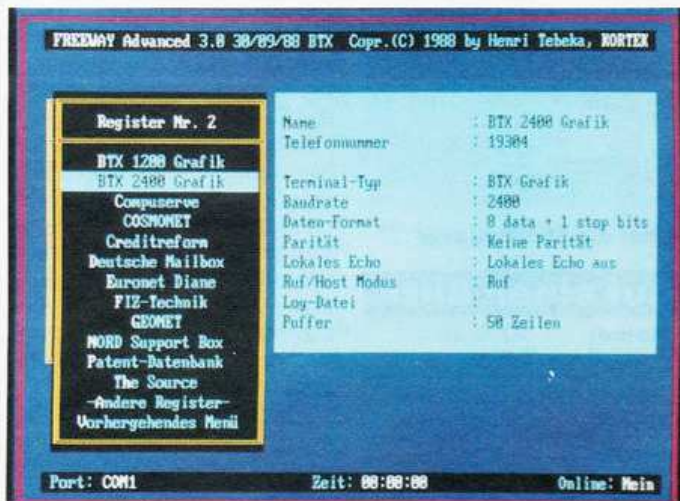 FREEWAY Advanced 3.0 30/09/88 BTX Copr.(C) 1988 by Henri Tebeka, KORTEX
Register Nr. 2
BTX 1200 Grafik
BTX 2400 Grafik
Compuserve
COSMONET
Creditreform
Deutsche Mailbox
Euronet Diane
FIZ-Technik
GEOMET
NORD Support Box
Patent-Datenbank
The Source
-Andere Register-
Vorhergehendes Menü
Name : BTX 2400 Grafik
Telefonnummer : 19304
Terminal-Typ : BTX Grafik
Baudrate : 2400
Daten-Format : 8 data + 1 stop bits
Parität : Keine Parität
Lokales Echo : Lokales Echo aus
Ruf/Host Modus : Ruf
Log-Datei :
Puffer : 50 Zeilen
Port: COM1 Zeit: 00:00:00 Online: Nein